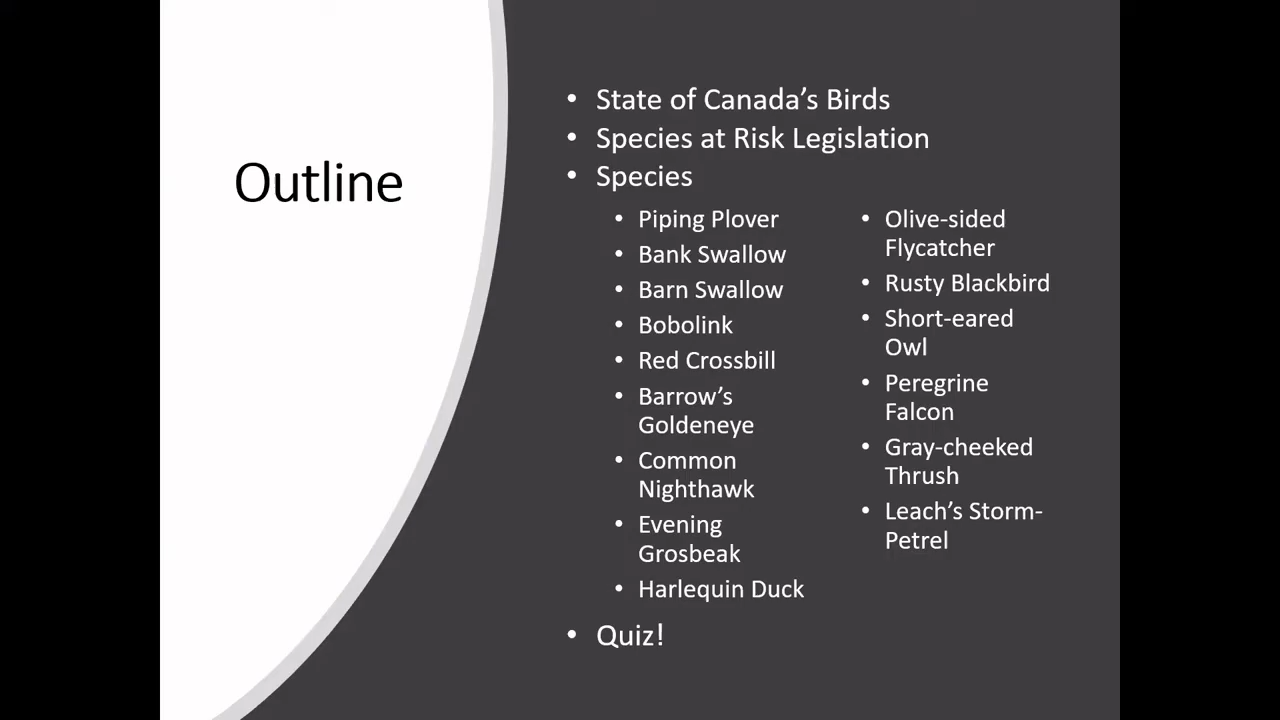 Outline
• State of Canada’s Birds
• Species at Risk Legislation
• Species
• Piping Plover
• Bank Swallow
• Barn Swallow
• Bobolink
• Red Crossbill
• Barrow’s
Goldeneye
• Common
Nighthawk
• Evening
Grosbeak
• Harlequin Duck
• Olive-sided
Flycatcher
• Rusty Blackbird
• Short-eared
Owl
• Peregrine
Falcon
• Gray-cheeked
Thrush
• Leach’s Storm-
Petrel
• Quiz!